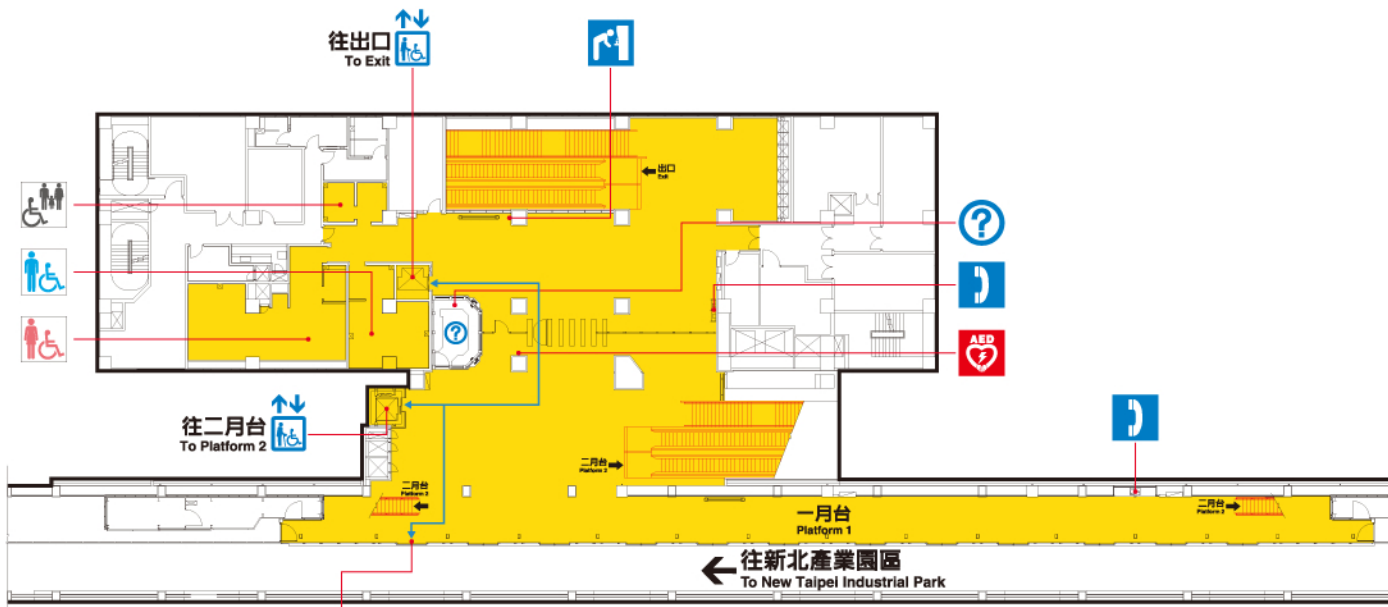 往出口
To Exit
出口
Exit
?
AED
?
往二月台
To Platform 2
二月台
Platform 2
二月台
Platform 2
一月台
Platform 1
二月台
Platform 2
往新北產業園區
To New Taipei Industrial Park